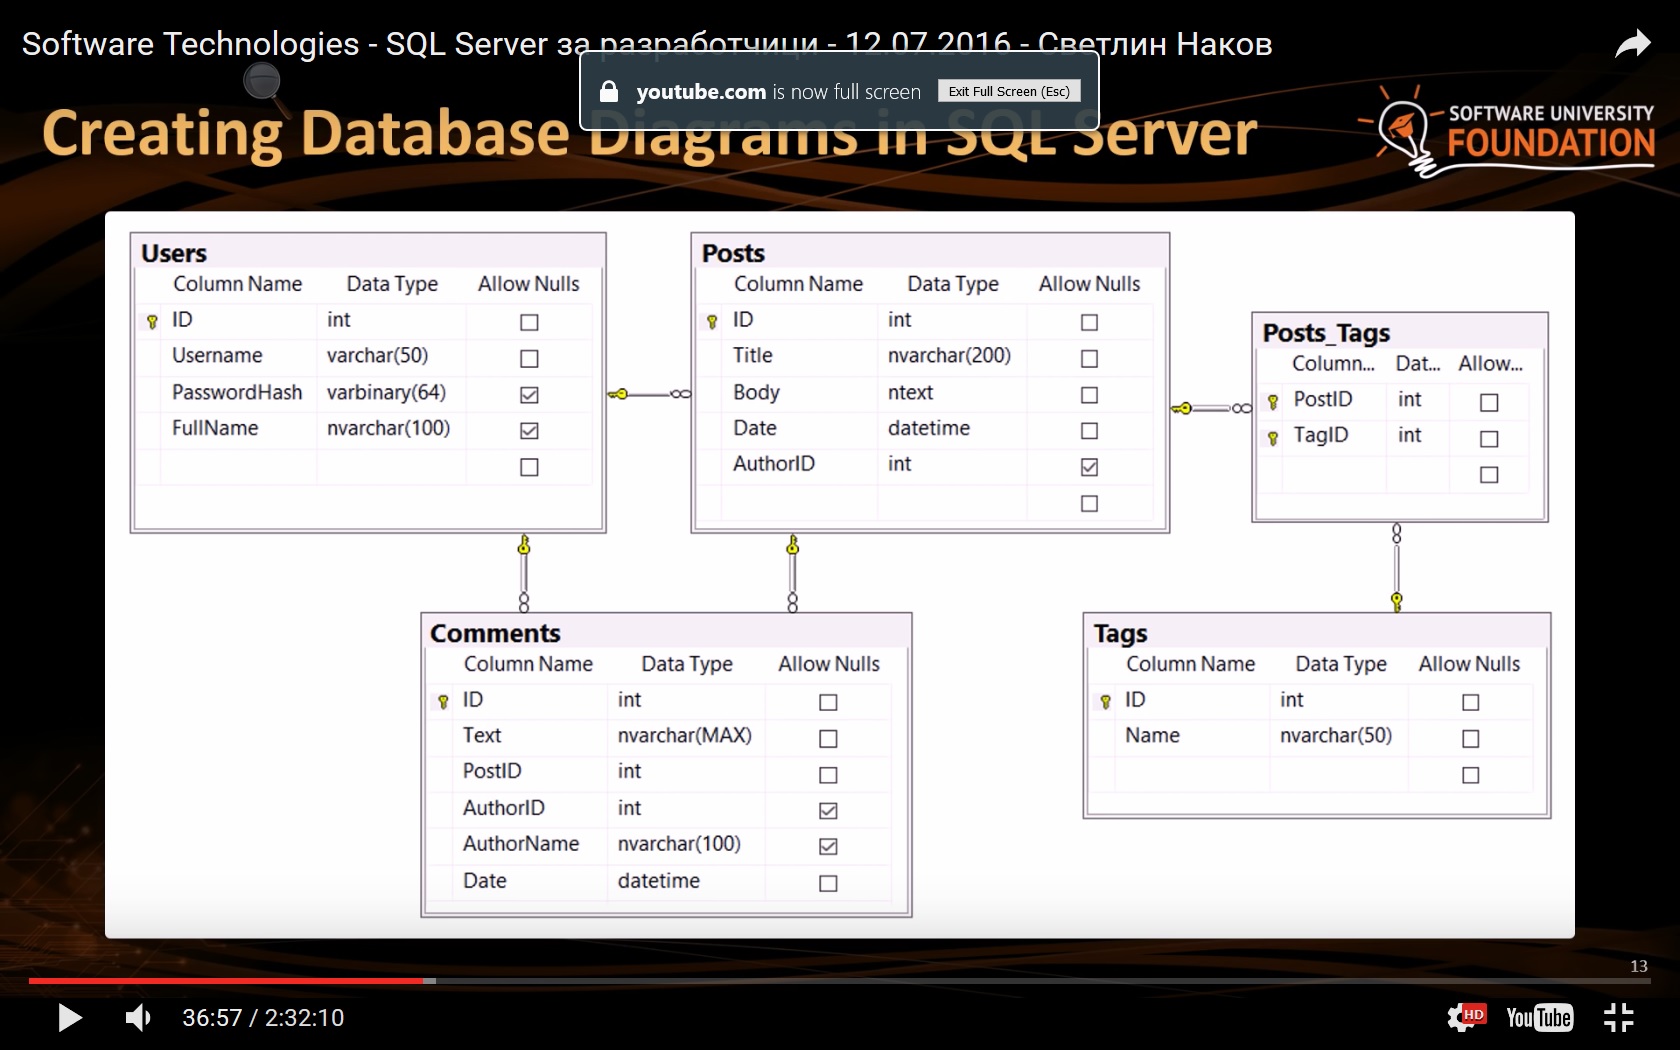 Software Technologies - SQL Server за разработчици - 12.07.2016 - Светлин Наков
youtube.com is now full screen
Exit Full Screen (Esc)
Creating Database Diagrams in SQL Server
SOFTWARE UNIVERSITY
FOUNDATION
Users
Column Name Data Type Allow Nulls
ID int
Username varchar(50)
PasswordHash varbinary(64)
FullName nvarchar(100)
Posts
Column Name Data Type Allow Nulls
ID int
Title nvarchar(200)
Body ntext
Date datetime
AuthorID int
Posts_Tags
Column... Dat... Allow...
PostID int
TagID int
Comments
Column Name Data Type Allow Nulls
ID int
Text nvarchar(MAX)
PostID int
AuthorID int
AuthorName nvarchar(100)
Date datetime
Tags
Column Name Data Type Allow Nulls
ID int
Name nvarchar(50)
13
36:57 / 2:32:10
HD
YouTube